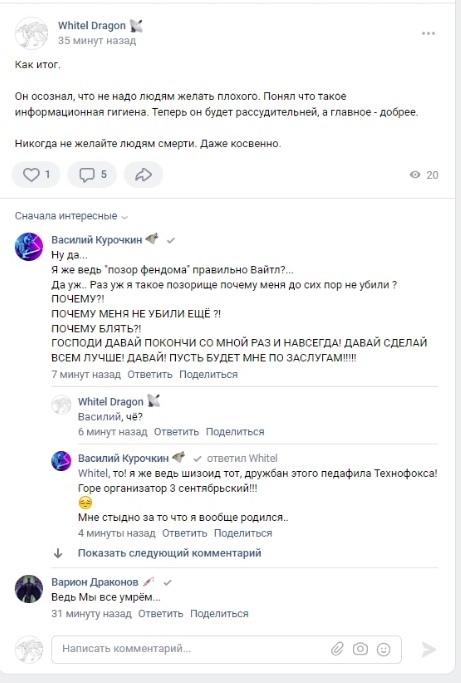 Whitel Dragon
35 минут назад
Как итог.
Он осознал, что не надо людям желать плохого. Понял что такое
информационная гигиена. Теперь он будет рассудительней, а главное - добрее.
Никогда не желайте людям смерти. Даже косвенно.
1 5 20
Сначала интересные
Василий Курочкин
Ну да...
Я же ведь "позор фендома" правильно Вайтл?...
Да уж.. Раз уж я такое позорище почему меня до сих пор не убили ?
ПОЧЕМУ?!
ПОЧЕМУ МЕНЯ НЕ УБИЛИ ЕЩЁ ?!
ПОЧЕМУ БЛЯТЬ?!
ГОСПОДИ ДАВАЙ ПОКОНЧИ СО МНОЙ РАЗ И НАВСЕГДА! ДАВАЙ СДЕЛАЙ
ВСЕМ ЛУЧШЕ! ДАВАЙ! ПУСТЬ БУДЕТ МНЕ ПО ЗАСЛУГАМ!!!!!
7 минут назад Ответить Поделиться
Whitel Dragon
Василий, чё?
6 минут назад Ответить Поделиться
Василий Курочкин ответил Whitel
Whitel, то! я же ведь шизоид тот, дружбан этого педафила Технофокса!
Горе организатор 3 сентябрьский!!!
😔
Мне стыдно за то что я вообще родился..
4 минуты назад Ответить Поделиться
Показать следующий комментарий
Варион Драконов
Ведь Мы все умрём...
31 минуту назад Ответить Поделиться
Написать комментарий...